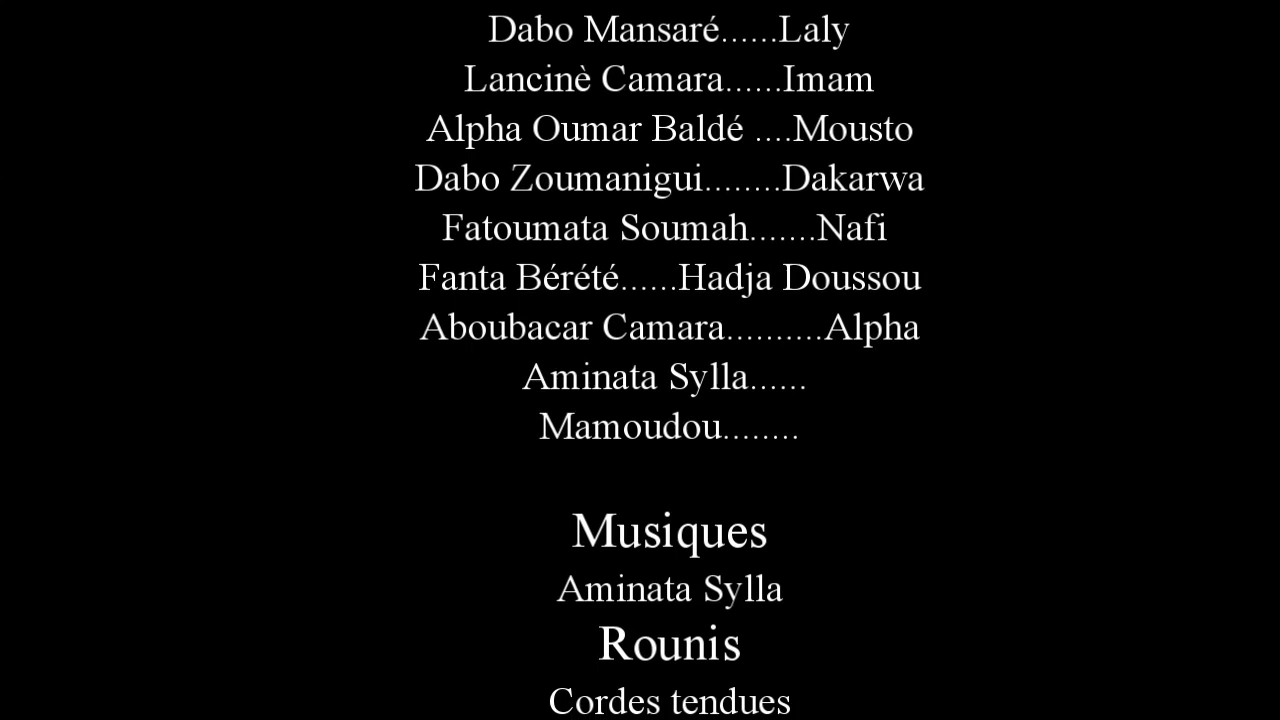 Dabo Mansaré......Laly
Lancinè Camara......Imam
Alpha Oumar Baldé ....Mousto
Dabo Zoumanigui........Dakarwa
Fatoumata Soumah.......Nafi
Fanta Bérété......Hadja Doussou
Aboubacar Camara..........Alpha
Aminata Sylla......
Mamoudou........
Musiques
Aminata Sylla
Rounis
Cordes tendues